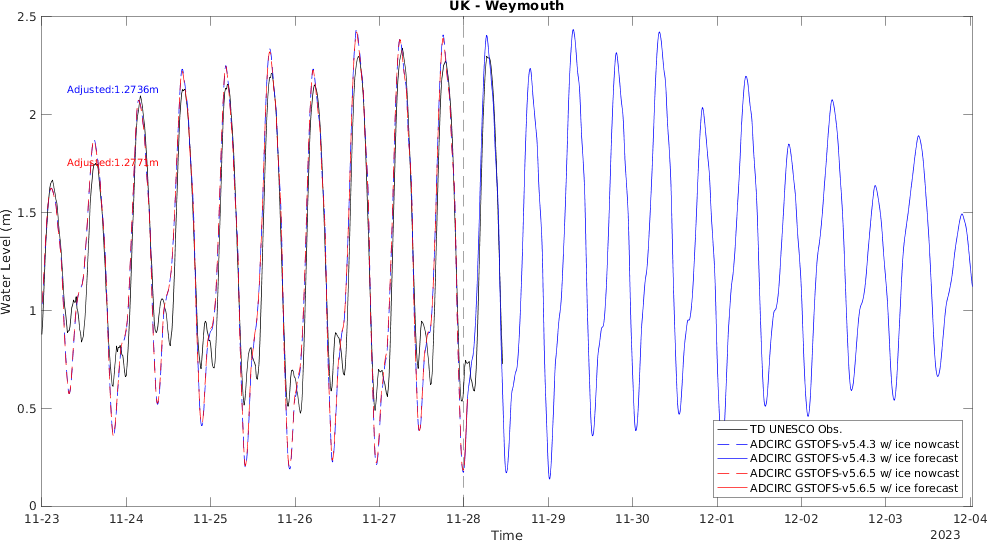 UK - Weymouth
2.5
2
1.5
1
0.5
0
Water Level (m)
Adjusted:1.2736m
Adjusted:1.2771m
TD UNESCO Obs.
ADCIRC GSTOFS-v5.4.3 w/ ice nowcast
ADCIRC GSTOFS-v5.4.3 w/ ice forecast
ADCIRC GSTOFS-v5.6.5 w/ ice nowcast
ADCIRC GSTOFS-v5.6.5 w/ ice forecast
11-23 11-24 11-25 11-26 11-27 11-28 11-29 11-30 12-01 12-02 12-03 12-04
Time
2023